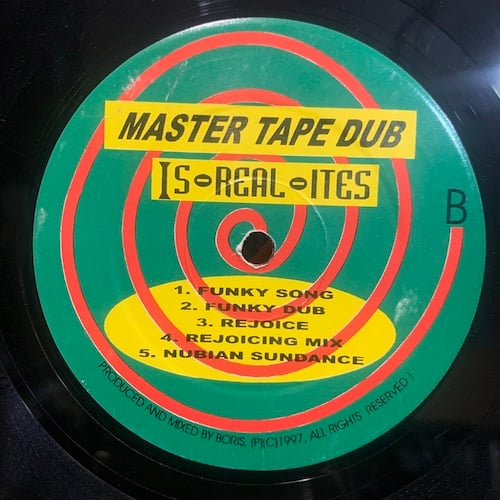 MASTER TAPE DUB
IS-REAL-ITES
B
1. FUNKY SONG
2. FUNKY DUB
3. REJOICE
4. REJOICING MIX
5. NUBIAN SUNDANCE
PRODUCED AND MIXED BY BORIS. (P)(C)1997. ALL RIGHTS RESERVED !